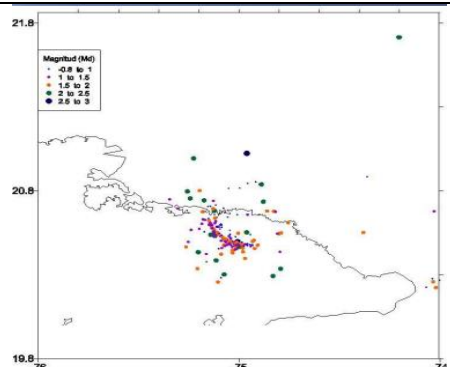 21.8
Magnitud (Md)
-0.8 to 1
1 to 1.5
1.5 to 2
2 to 2.5
2.5 to 3
20.8
19.8
76
75
74